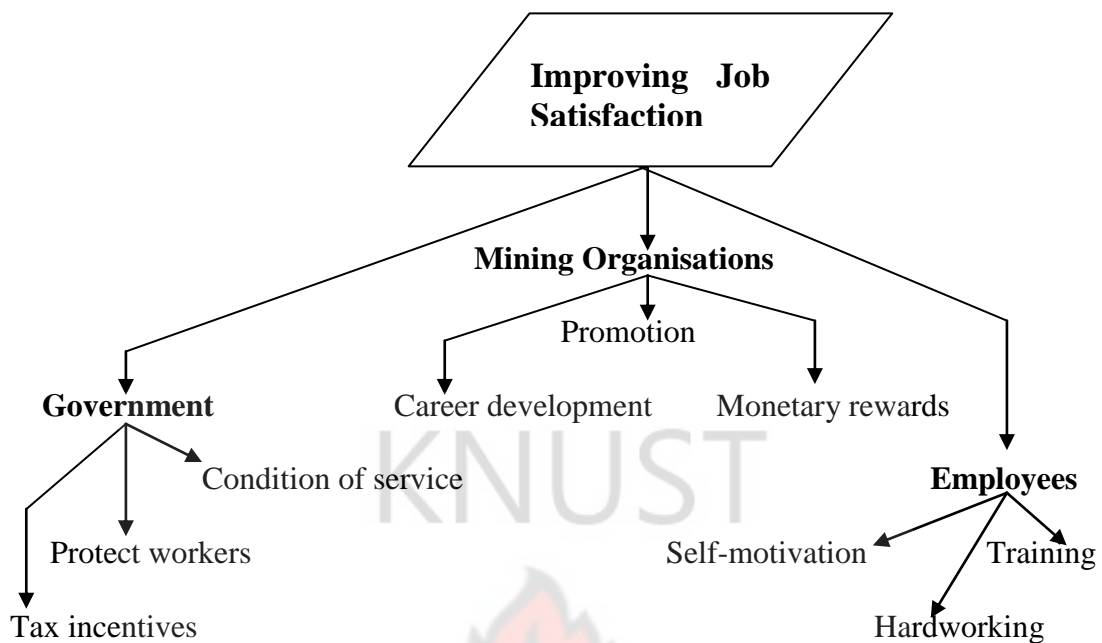 Improving Job
Satisfaction
Mining Organisations
Promotion
Government
Career development
Monetary rewards
Condition of service
KNUST
Employees
Protect workers
Self-motivation
Training
Tax incentives
Hardworking